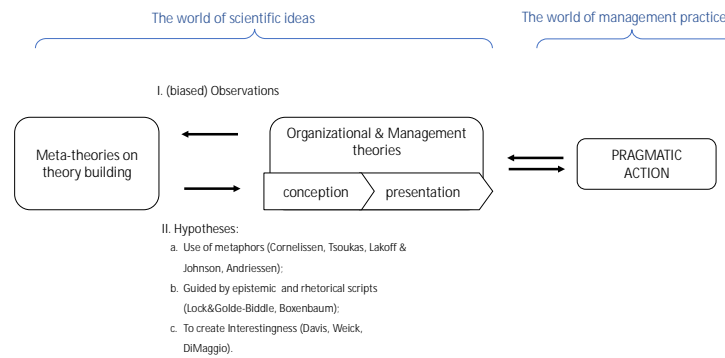 The world of scientific ideas
The world of management practice
I. (biased) Observations
Meta-theories on
theory building
Organizational & Management
theories
conception
presentation
PRAGMATIC
ACTION
II. Hypotheses:
a. Use of metaphors (Cornelissen, Tsoukas, Lakoff &
Johnson, Andriessen);
b. Guided by epistemic and rhetorical scripts
(Lock&Golde-Biddle, Boxenbaum);
c. To create Interestingness (Davis, Weick,
DiMaggio).